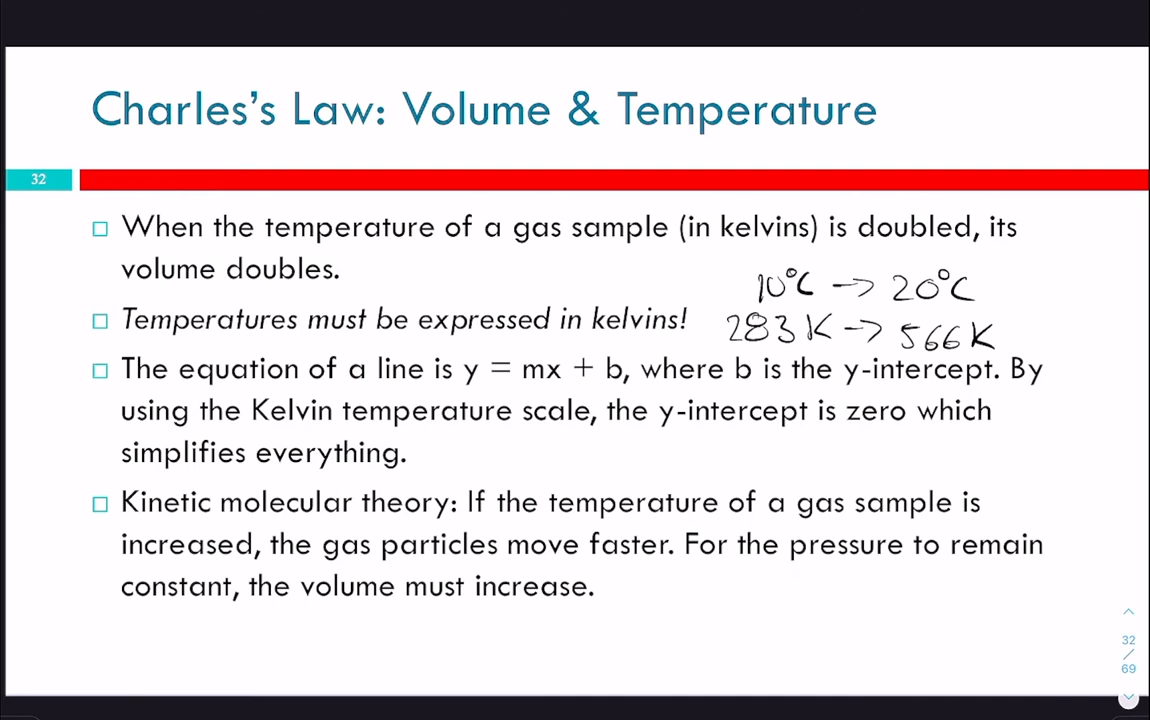 Charles's Law: Volume & Temperature
32
When the temperature of a gas sample (in kelvins) is doubled, its
volume doubles.
10°C -> 20°C
Temperatures must be expressed in kelvins!
283 K -> 566 K
The equation of a line is y = mx + b, where b is the y-intercept. By
using the Kelvin temperature scale, the y-intercept is zero which
simplifies everything.
Kinetic molecular theory: If the temperature of a gas sample is
increased, the gas particles move faster. For the pressure to remain
constant, the volume must increase.
32
/
69